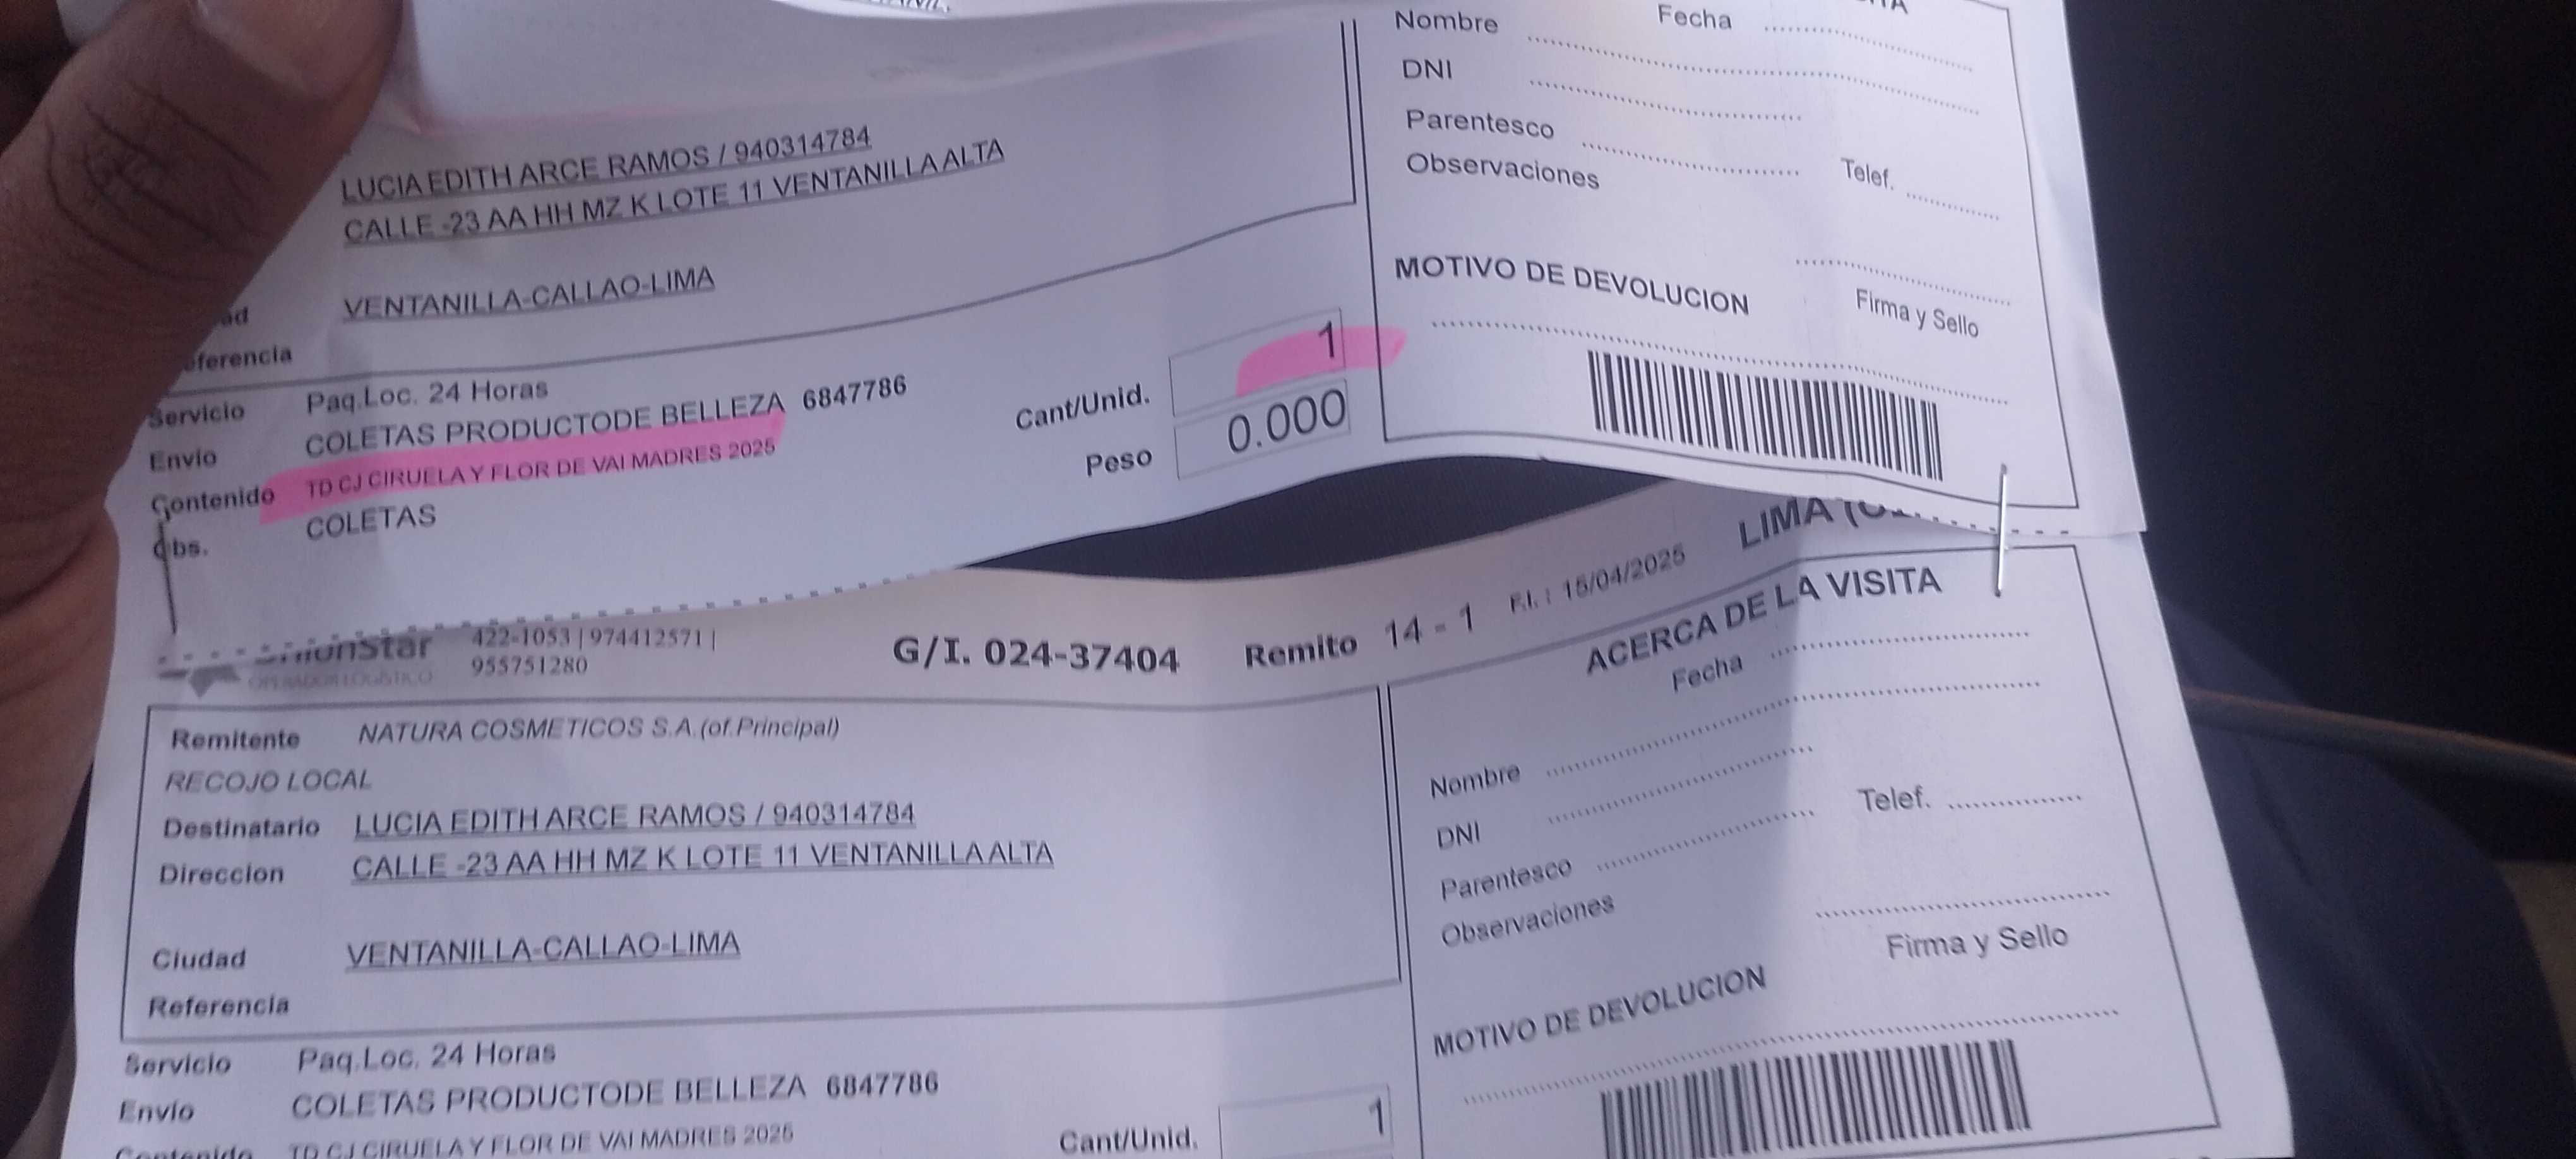 Nombre
Fecha
DNI
Parentesco
Telef.
Observaciones
LUCIA EDITH ARCE RAMOS / 940314784
CALLE -23 AA HH MZ K LOTE 11 VENTANILLA ALTA
VENTANILLA-CALLAO-LIMA
MOTIVO DE DEVOLUCION
Firma y Sello
Servicio Paq.Loc. 24 Horas
Envio COLETAS PRODUCTODE BELLEZA 6847786
Contenido TD CJ CIRUELA Y FLOR DE VAI MADRES 2025
Obs. COLETAS
Cant/Unid. 1
Peso 0.000
422-1053 | 974412571 |
955751280
OPERADOR LOGISTICO
G/I. 024-37404 Remito 14 - 1 F.I. : 15/04/2025 LIMA
Remitente NATURA COSMETICOS S.A.(of.Principal)
RECOJO LOCAL
Destinatario LUCIA EDITH ARCE RAMOS / 940314784
Direccion CALLE -23 AA HH MZ K LOTE 11 VENTANILLA ALTA
Ciudad VENTANILLA-CALLAO-LIMA
Referencia
ACERCA DE LA VISITA
Fecha
Nombre
DNI
Telef.
Parentesco
Observaciones
Firma y Sello
MOTIVO DE DEVOLUCION
Servicio Paq.Loc. 24 Horas
Envio COLETAS PRODUCTODE BELLEZA 6847786
Contenido TD CJ CIRUELA Y FLOR DE VAI MADRES 2025
Cant/Unid. 1